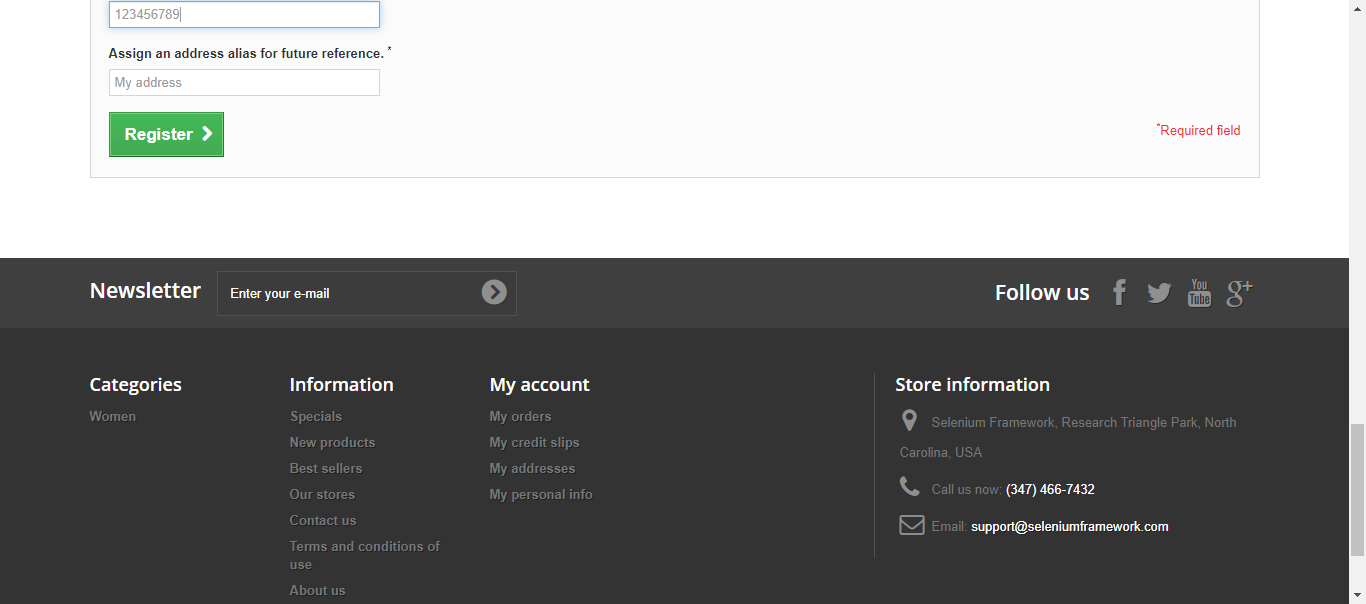 123456789
Assign an address alias for future reference. *
My address
Register
*Required field
Newsletter
Enter your e-mail
Follow us
You
Tube
g+
Categories
Women
Information
Specials
New products
Best sellers
Our stores
Contact us
Terms and conditions of
use
About us
My account
My orders
My credit slips
My addresses
My personal info
Store information
Selenium Framework, Research Triangle Park, North
Carolina, USA
Call us now: (347) 466-7432
Email: support@seleniumframework.com